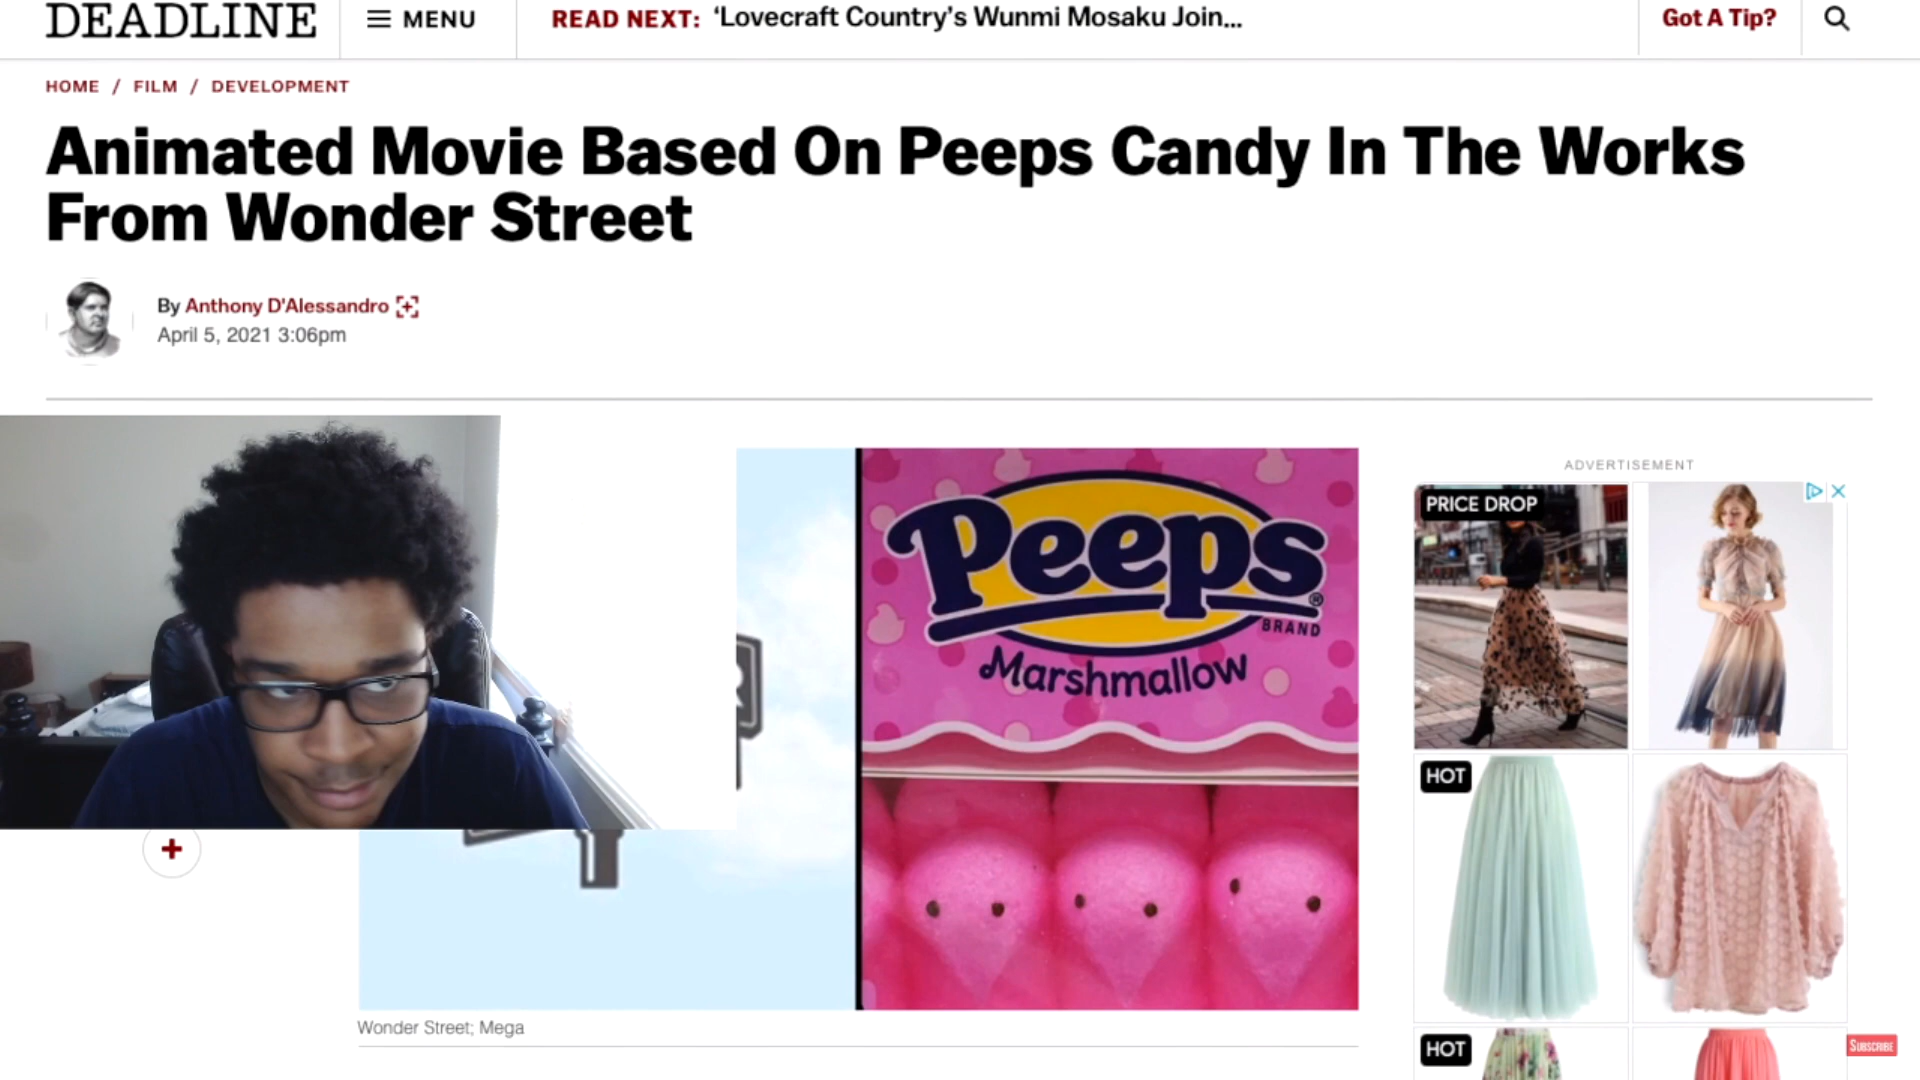 DEADLINE
MENU
READ NEXT: ‘Lovecraft Country’s Wunmi Mosaku Join...
Got A Tip?
HOME / FILM / DEVELOPMENT
Animated Movie Based On Peeps Candy In The Works
From Wonder Street
By Anthony D'Alessandro
April 5, 2021 3:06pm
ADVERTISEMENT
PRICE DROP
Peeps®
BRAND
Marshmallow
R
HOT
Wonder Street; Mega
HOT
SUBSCRIBE